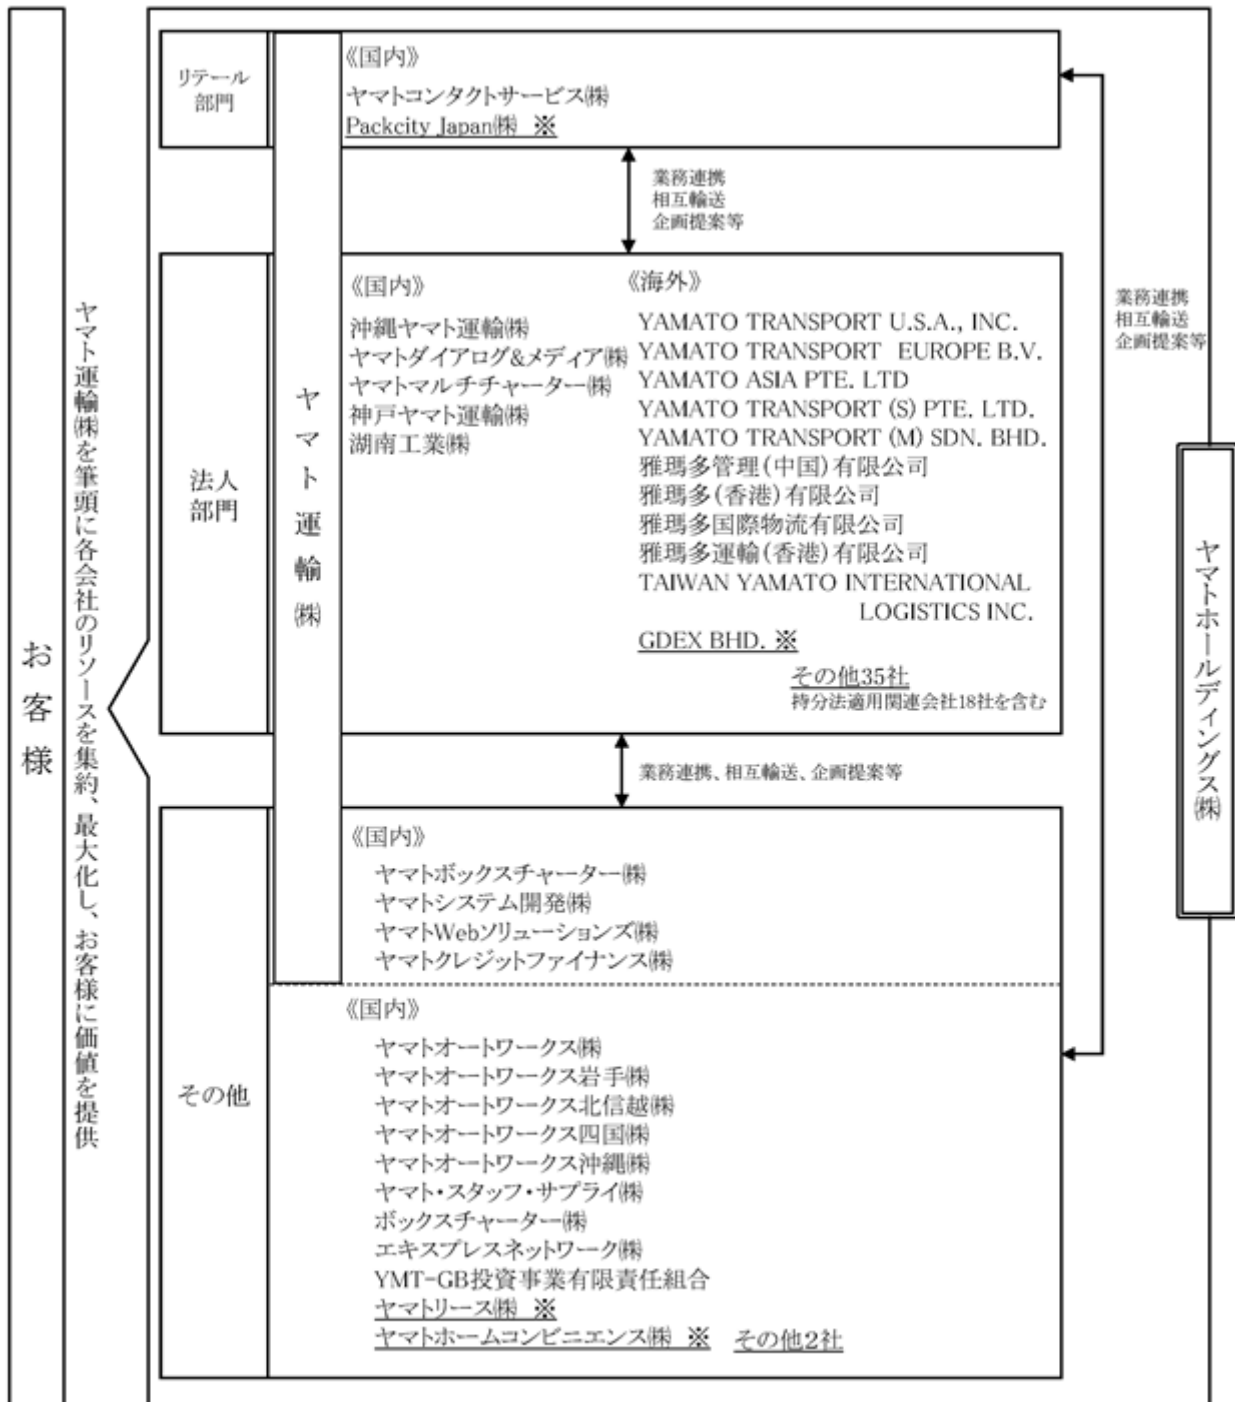 お客様
ヤマト運輸㈱を筆頭に各会社のリソースを集約、最大化し、お客様に価値を提供
リテール
部門
ヤマト運輸㈱
《国内》
ヤマトコンタクトサービス㈱
Packcity Japan㈱ ※
業務連携
相互輸送
企画提案等
法人
部門
《国内》
沖縄ヤマト運輸㈱
ヤマトダイアログ&メディア㈱
ヤマトマルチチャーター㈱
神戸ヤマト運輸㈱
湖南工業㈱
《海外》
YAMATO TRANSPORT U.S.A., INC.
YAMATO TRANSPORT EUROPE B.V.
YAMATO ASIA PTE. LTD
YAMATO TRANSPORT (S) PTE. LTD.
YAMATO TRANSPORT (M) SDN. BHD.
雅瑪多管理(中国)有限公司
雅瑪多(香港)有限公司
雅瑪多国際物流有限公司
雅瑪多運輸(香港)有限公司
TAIWAN YAMATO INTERNATIONAL
LOGISTICS INC.
GDEX BHD. ※
その他35社
持分法適用関連会社18社を含む
業務連携、相互輸送、企画提案等
その他
《国内》
ヤマトボックスチャーター㈱
ヤマトシステム開発㈱
ヤマトWebソリューションズ㈱
ヤマトクレジットファイナンス㈱
《国内》
ヤマトオートワークス㈱
ヤマトオートワークス岩手㈱
ヤマトオートワークス北信越㈱
ヤマトオートワークス四国㈱
ヤマトオートワークス沖縄㈱
ヤマト・スタッフ・サプライ㈱
ボックスチャーター㈱
エキスプレスネットワーク㈱
YMT-GB投資事業有限責任組合
ヤマトリース㈱ ※
ヤマトホームコンビニエンス㈱ ※ その他2社
業務連携
相互輸送
企画提案等
ヤマトホールディングス㈱